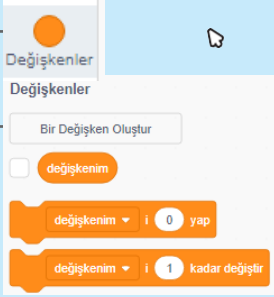 Değişkenler
Değişkenler
Bir Değişken Oluştur
değişkenim
değişkenim i 0 yap
değişkenim i 1 kadar değiştir